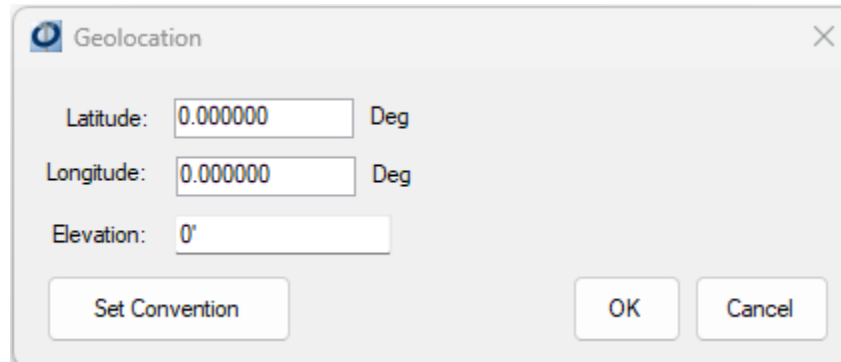 Geolocation
Latitude: 0.000000 Deg
Longitude: 0.000000 Deg
Elevation: 0'
Set Convention OK Cancel